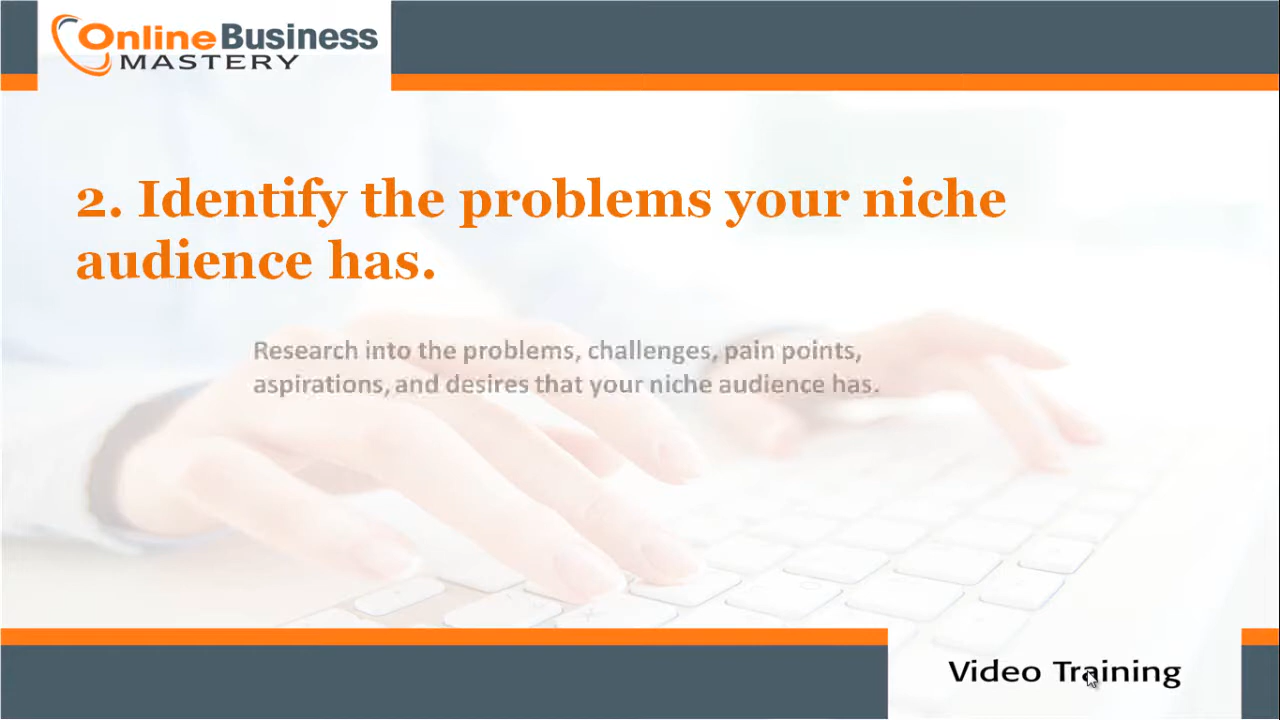 Online Business
MASTERY
2. Identify the problems your niche
audience has.
Research into the problems, challenges, pain points,
aspirations, and desires that your niche audience has.
Video Training